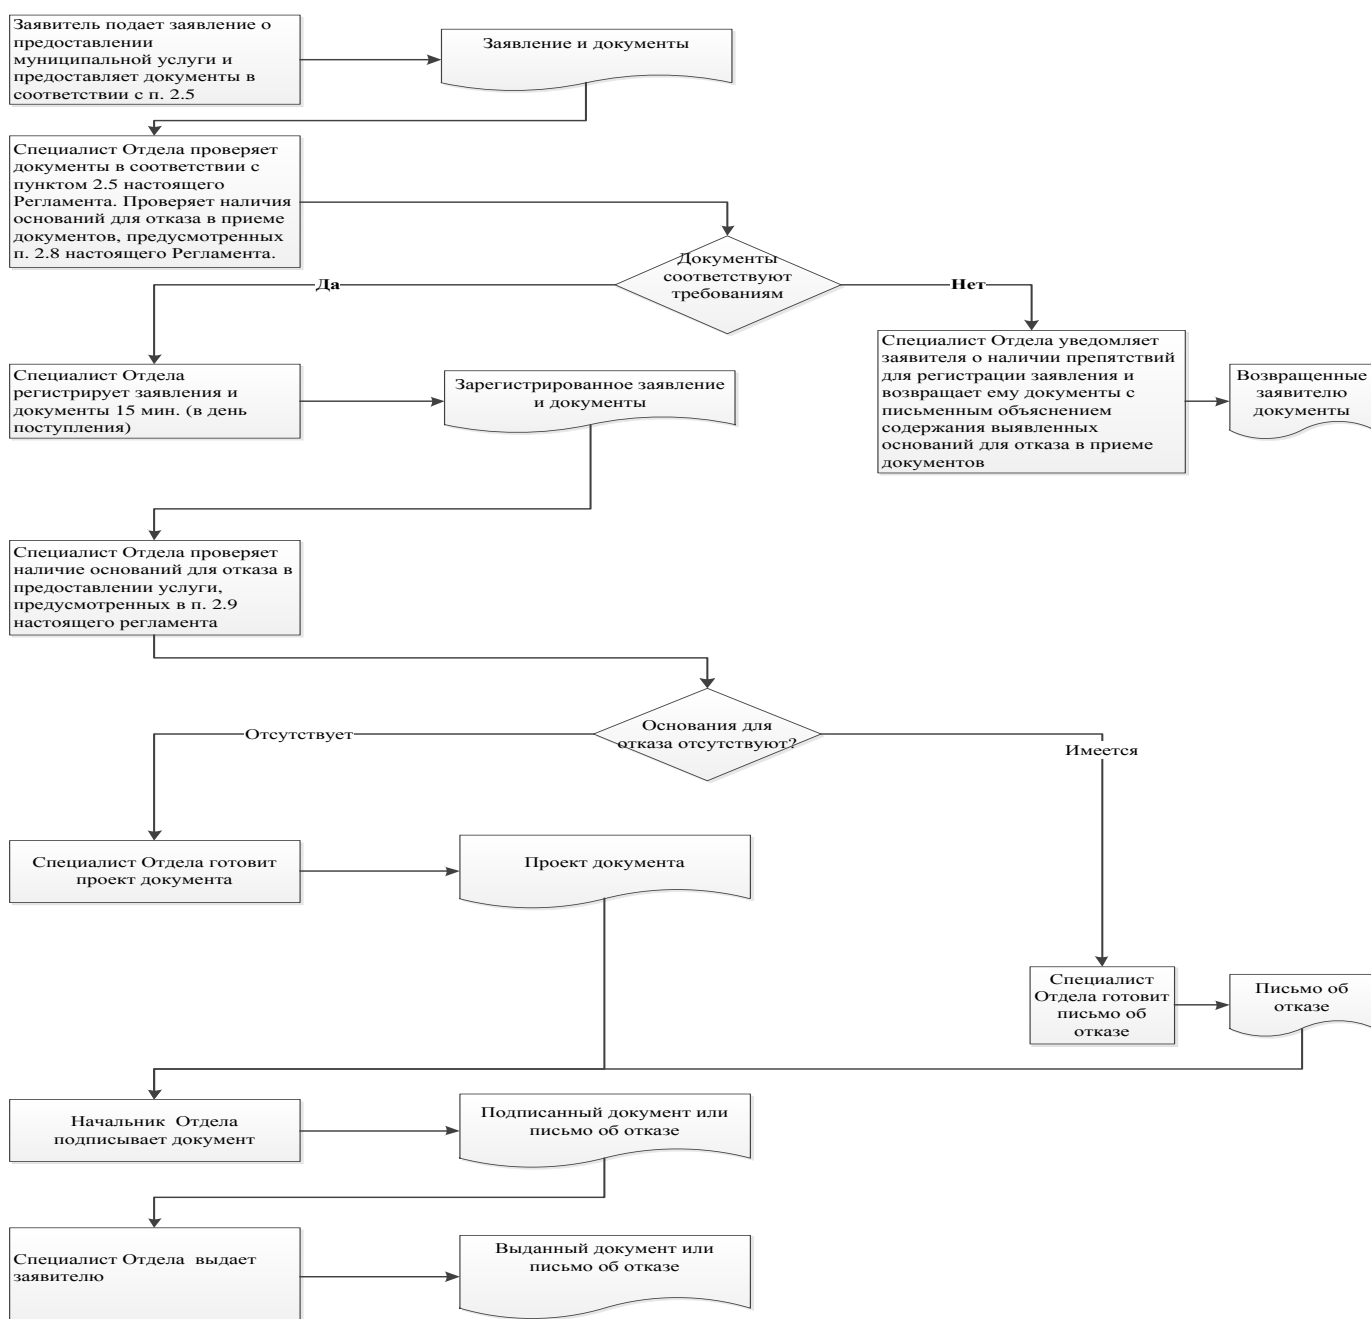 Заявитель подает заявление о
предоставлении
муниципальной услуги и
предоставляет документы в
соответствии с п. 2.5
Заявление и документы
Специалист Отдела проверяет
документы в соответствии с
пунктом 2.5 настоящего
Регламента. Проверяет наличия
оснований для отказа в приеме
документов, предусмотренных
п. 2.8 настоящего Регламента.
Документы
соответствуют
требованиям
Да
Нет
Специалист Отдела
регистрирует заявления и
документы 15 мин. (в день
поступления)
Зарегистрированное заявление
и документы
Специалист Отдела уведомляет
заявителя о наличии препятствий
для регистрации заявления и
возвращает ему документы с
письменным объяснением
содержания выявленных
оснований для отказа в приеме
документов
Возвращенные
заявителю
документы
Специалист Отдела проверяет
наличие оснований для отказа в
предоставлении услуги,
предусмотренных в п. 2.9
настоящего регламента
Основания для
отказа отсутствуют?
Отсутствует
Имеется
Специалист Отдела готовит
проект документа
Проект документа
Специалист
Отдела готовит
письмо об
отказе
Письмо об
отказе
Начальник  Отдела
подписывает документ
Подписанный документ или
письмо об отказе
Специалист Отдела  выдает
заявителю
Выданный документ или
письмо об отказе